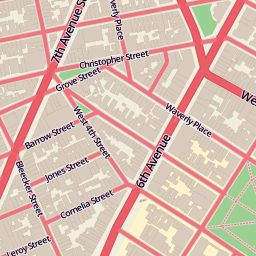 7th Avenue S
Waverly Place
Christopher Street
Grove Street
Waverly Place
West 4th Street
Barrow Street
6th Avenue
Jones Street
Bleecker Street
Cornelia Street
Leroy Street